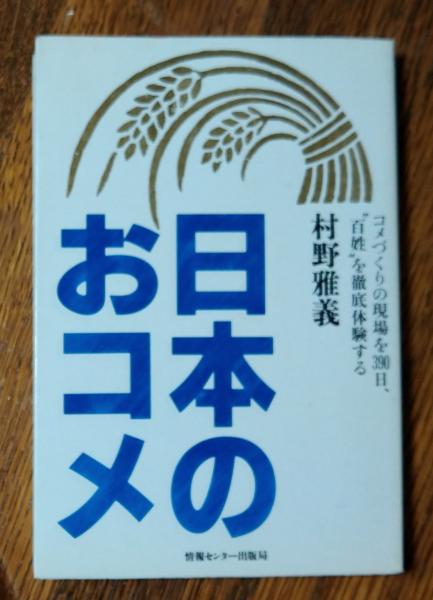 コメづくりの現場を390日、
"百姓"を徹底体験する
村野雅義
日本の
おコメ
情報センター出版局